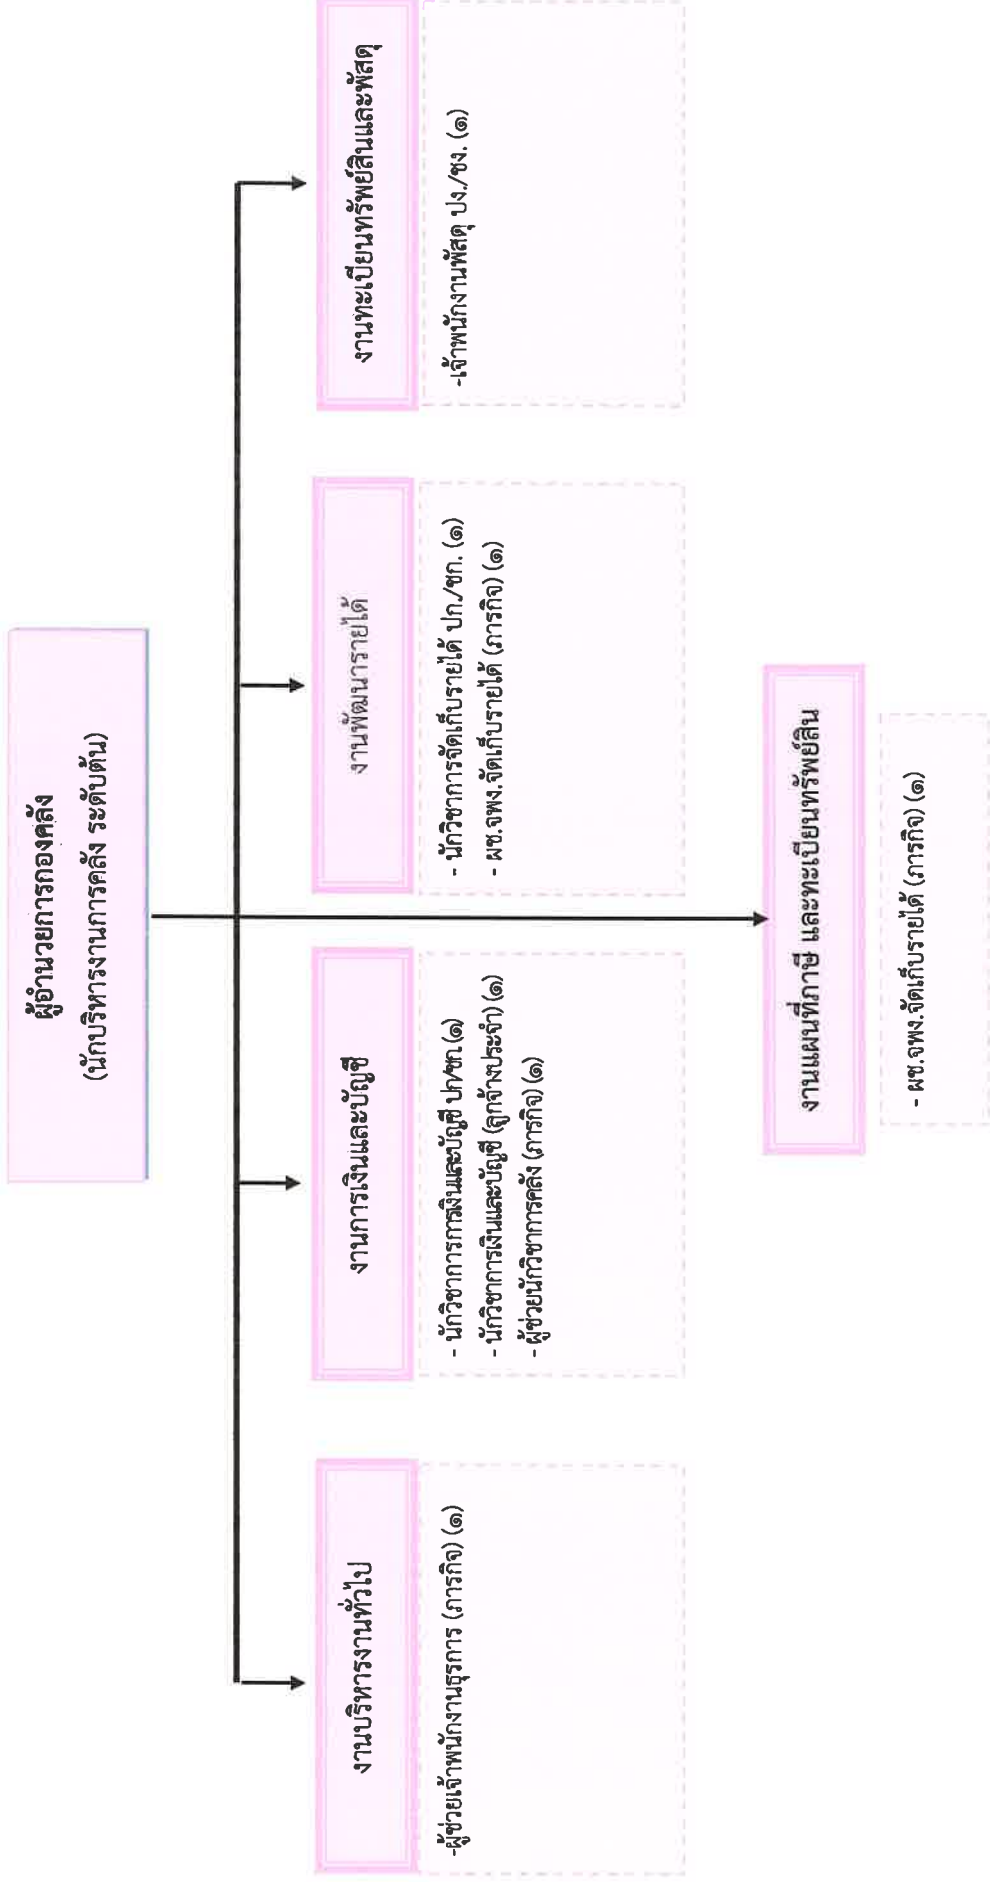 ผู้อำนวยการกองคลัง
(นักบริหารงานการคลัง ระดับต้น)
งานบริหารงานทั่วไป
-ผู้ช่วยเจ้าพนักงานธุรการ (ภารกิจ) (๑)
งานการเงินและบัญชี
- นักวิชาการการเงินและบัญชี ปก/ชก.(๑)
- นักวิชาการเงินและบัญชี (ลูกจ้างประจำ) (๑)
- ผู้ช่วยนักวิชาการคลัง (ภารกิจ) (๑)
งานพัฒนารายได้
- นักวิชาการจัดเก็บรายได้ ปก./ชก. (๑)
- ผช.จพง.จัดเก็บรายได้ (ภารกิจ) (๑)
งานทะเบียนทรัพย์สินและพัสดุ
-เจ้าพนักงานพัสดุ ปง./ชง. (๑)
งานแผนที่ภาษี และทะเบียนทรัพย์สิน
- ผช.จพง.จัดเก็บรายได้ (ภารกิจ) (๑)